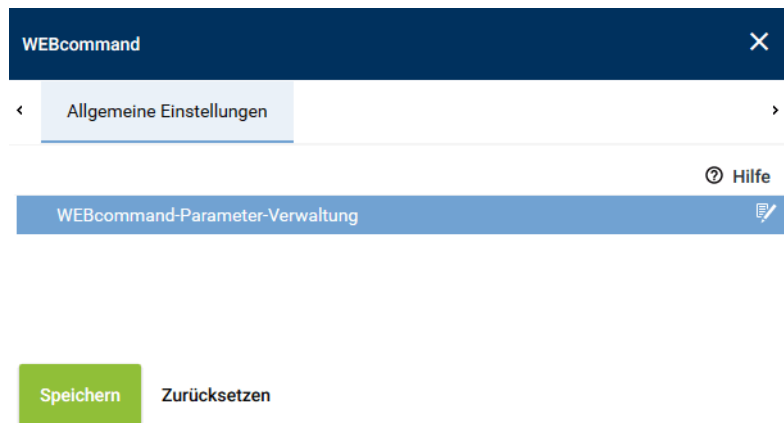 WEBcommand
Allgemeine Einstellungen
Hilfe
WEBcommand-Parameter-Verwaltung
Speichern Zurücksetzen